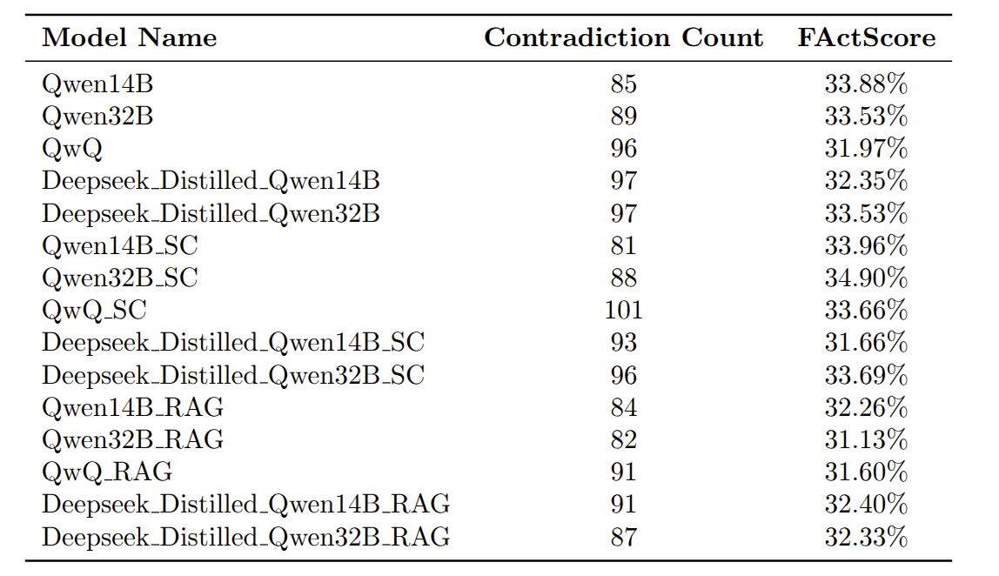 Model Name Contradiction Count FActScore
Qwen14B 85 33.88%
Qwen32B 89 33.53%
QwQ 96 31.97%
Deepseek_Distilled_Qwen14B 97 32.35%
Deepseek_Distilled_Qwen32B 97 33.53%
Qwen14B_SC 81 33.96%
Qwen32B_SC 88 34.90%
QwQ_SC 101 33.66%
Deepseek_Distilled_Qwen14B_SC 93 31.66%
Deepseek_Distilled_Qwen32B_SC 96 33.69%
Qwen14B_RAG 84 32.26%
Qwen32B_RAG 82 31.13%
QwQ_RAG 91 31.60%
Deepseek_Distilled_Qwen14B_RAG 91 32.40%
Deepseek_Distilled_Qwen32B_RAG 87 32.33%